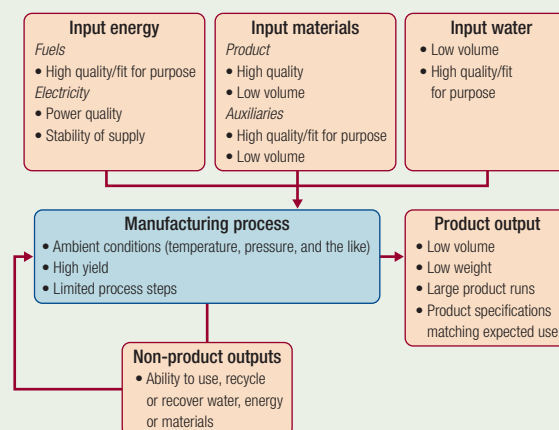 Input energy
Fuels
• High quality/fit for purpose
Electricity
• Power quality
• Stability of supply
Input materials
Product
• High quality
• Low volume
Auxiliaries
• High quality/fit for purpose
• Low volume
Input water
• Low volume
• High quality/fit
for purpose
Manufacturing process
• Ambient conditions (temperature, pressure, and the like)
• High yield
• Limited process steps
Product output
• Low volume
• Low weight
• Large product runs
• Product specifications
matching expected use
Non-product outputs
• Ability to use, recycle
or recover water, energy
or materials